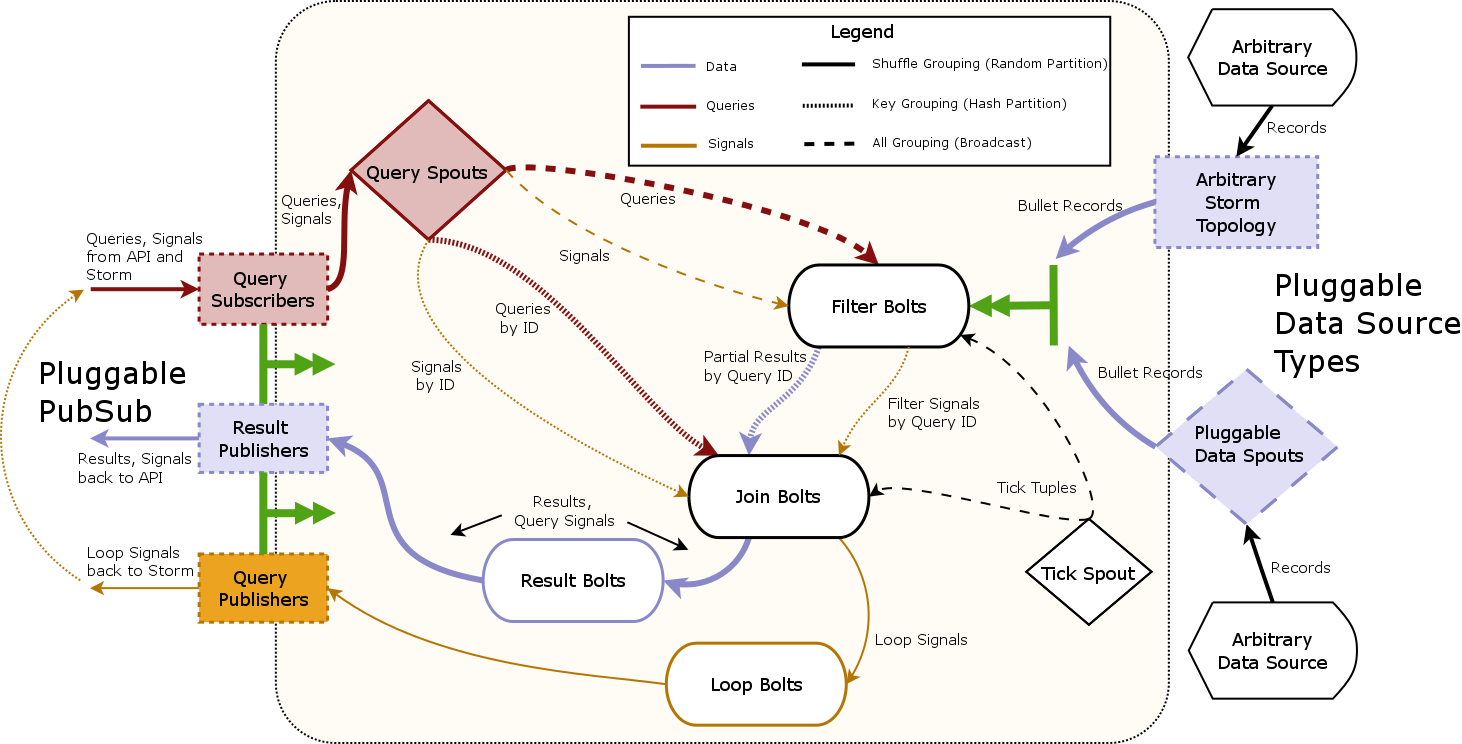 Legend
Data
Shuffle Grouping (Random Partition)
Queries
Key Grouping (Hash Partition)
Signals
All Grouping (Broadcast)
Arbitrary
Data Source
Records
Arbitrary
Storm
Topology
Bullet Records
Query Spouts
Queries,
Signals
Queries
Signals
Queries, Signals
from API and
Storm
Query
Subscribers
Filter Bolts
Pluggable
Data Source
Types
Queries
by ID
Signals
by ID
Partial Results
by Query ID
Filter Signals
by Query ID
Bullet Records
Pluggable
PubSub
Result
Publishers
Results, Signals
back to API
Pluggable
Data Spouts
Join Bolts
Tick Tuples
Results,
Query Signals
Loop Signals
back to Storm
Query
Publishers
Result Bolts
Tick Spout
Records
Loop Signals
Loop Bolts
Arbitrary
Data Source